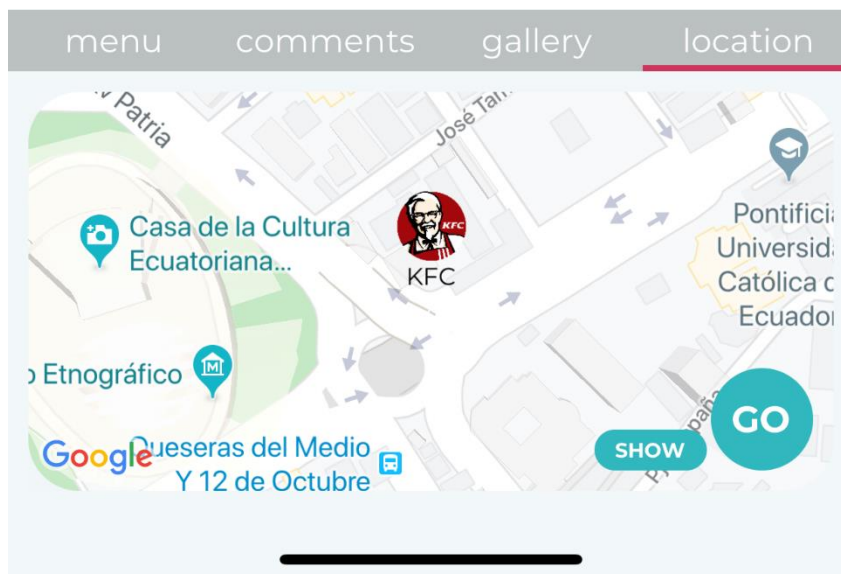 menu comments gallery location
Patria
José Tam
Casa de la Cultura
Ecuatoriana...
KFC
KFC
Pontifici
Universida
Católica d
Ecuador
o Etnográfico
GO
SHOW
Google
Queseras del Medio
Y 12 de Octubre